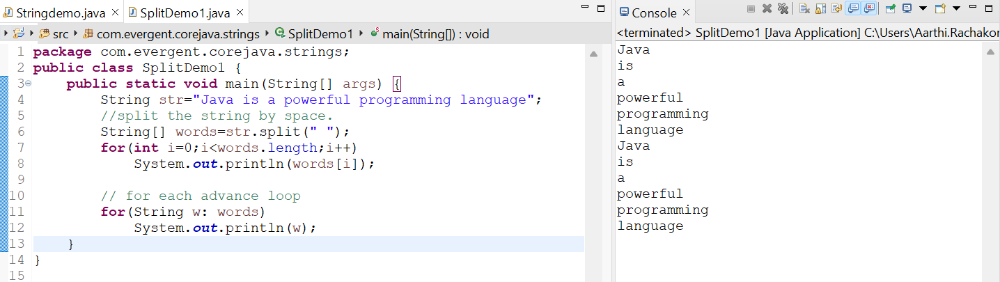 Stringdemo.java SplitDemo1.java
src com.evergent.corejava.strings SplitDemo1 main(String[]) : void
1 package com.evergent.corejava.strings;
2 public class SplitDemo1 {
3 public static void main(String[] args) {
4 String str="Java is a powerful programming language";
5 //split the string by space.
6 String[] words=str.split(" ");
7 for(int i=0;i<words.length;i++)
8 System.out.println(words[i]);
9
10 // for each advance loop
11 for(String w: words)
12 System.out.println(w);
13 }
14 }
15
Console
<terminated> SplitDemo1 [Java Application] C:\Users\Aarthi.Rachakor
Java
is
a
powerful
programming
language
Java
is
a
powerful
programming
language